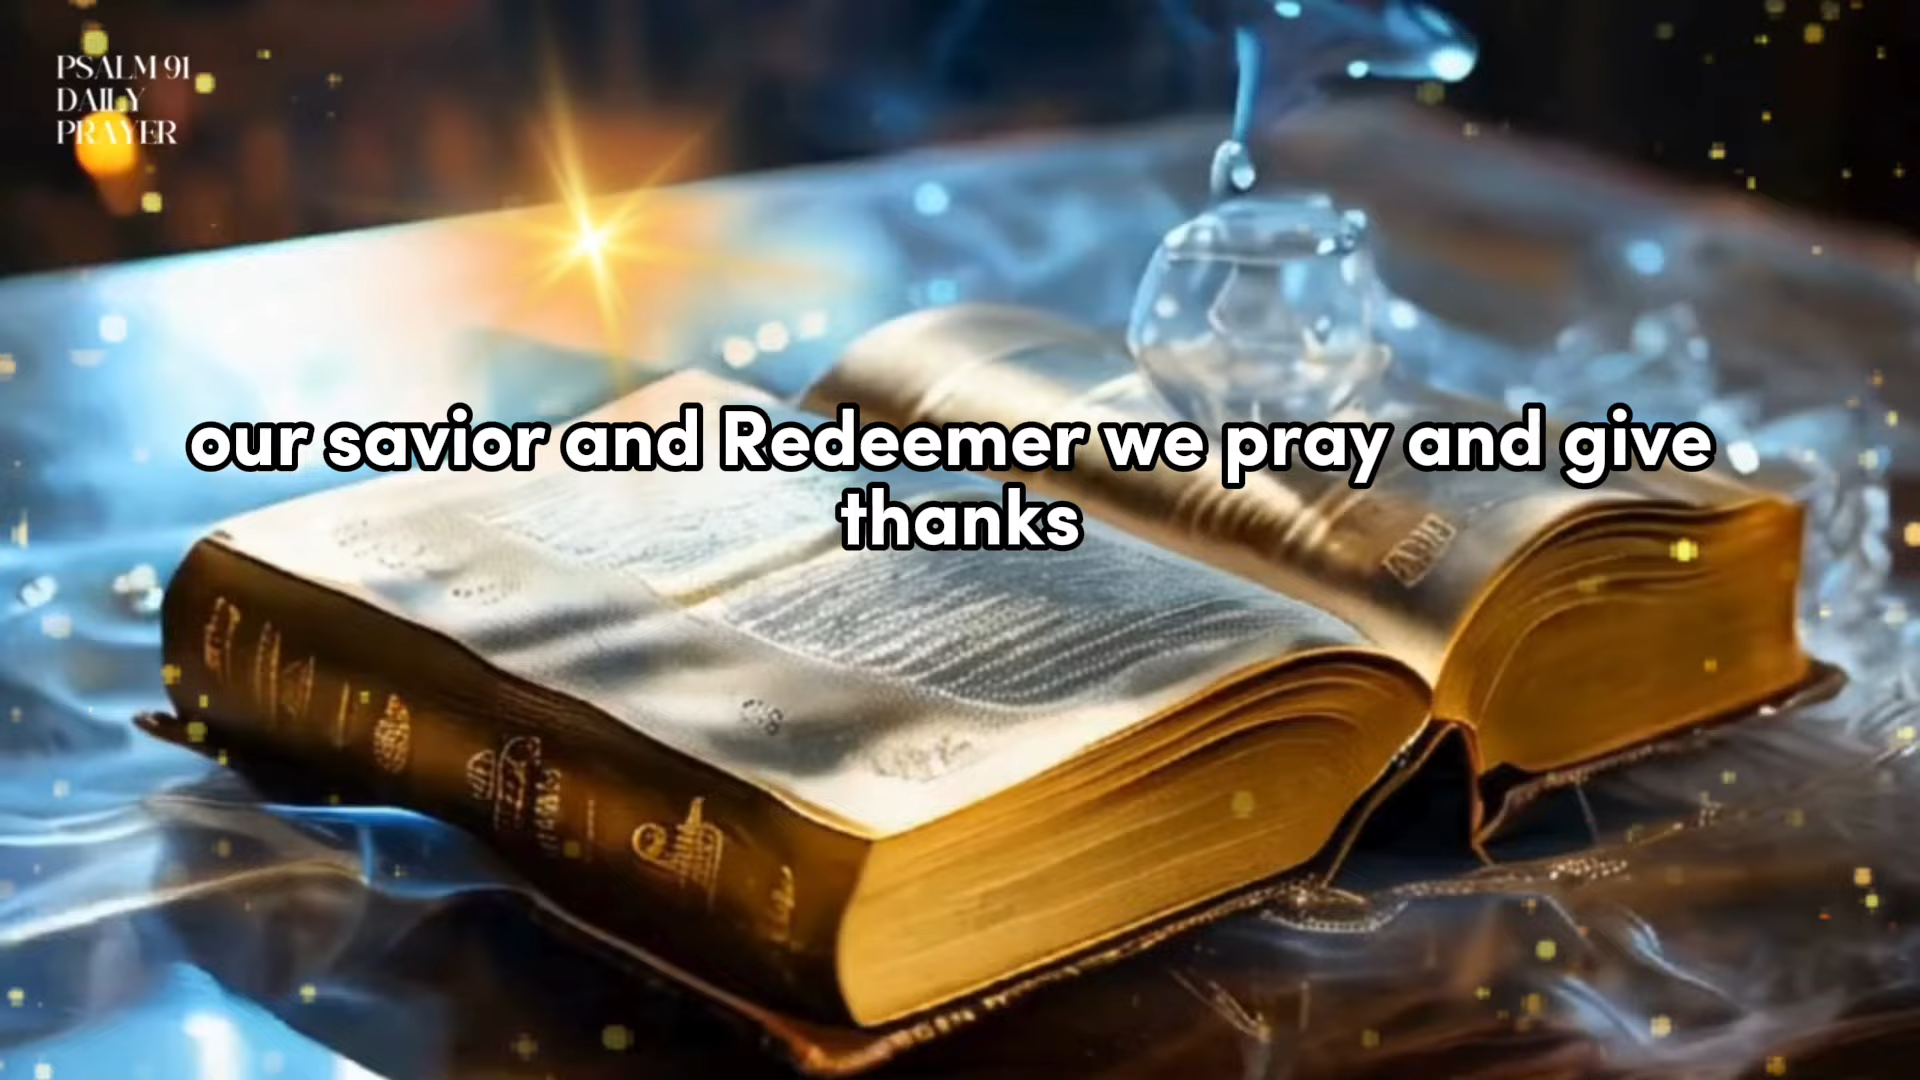 PSALM 91
DAILY
PRAYER
our savior and Redeemer we pray and give
thanks